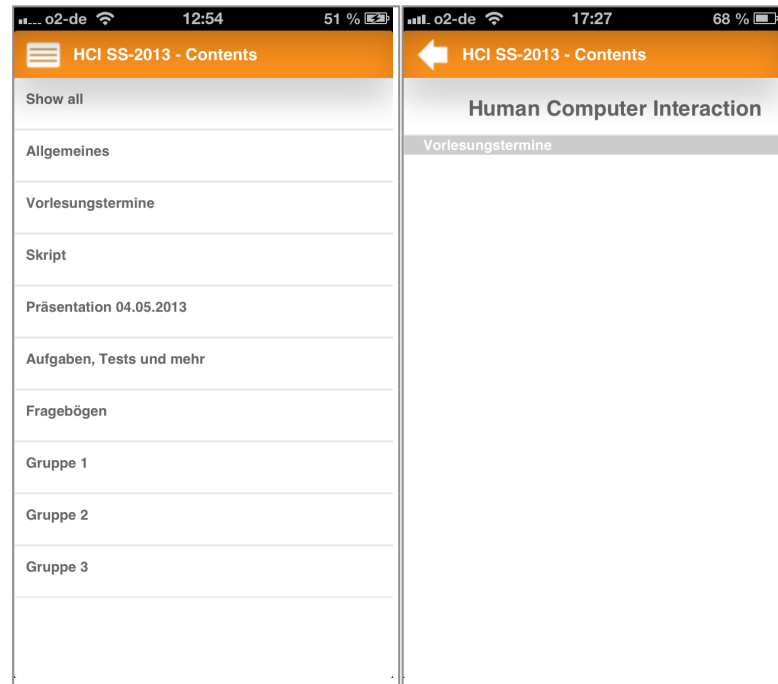 o2-de 12:54 51 %
HCI SS-2013 - Contents
Show all
Allgemeines
Vorlesungstermine
Skript
Präsentation 04.05.2013
Aufgaben, Tests und mehr
Fragebögen
Gruppe 1
Gruppe 2
Gruppe 3
o2-de 17:27 68 %
HCI SS-2013 - Contents
Human Computer Interaction
Vorlesungstermine